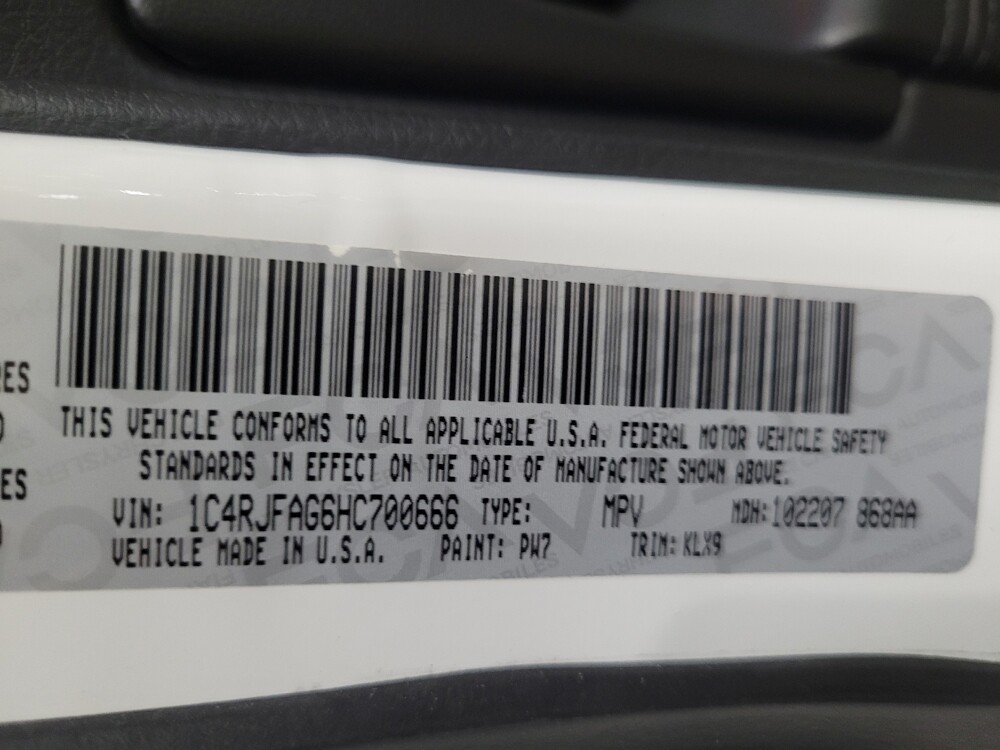 THIS VEHICLE CONFORMS TO ALL APPLICABLE U.S.A. FEDERAL MOTOR VEHICLE SAFETY
STANDARDS IN EFFECT ON THE DATE OF MANUFACTURE SHOWN ABOVE.
VIN: 1C4RJFAG6HC700666 TYPE: MPV MDH: 102207 868AA
VEHICLE MADE IN U.S.A. PAINT: PW7 TRIM: KLX9